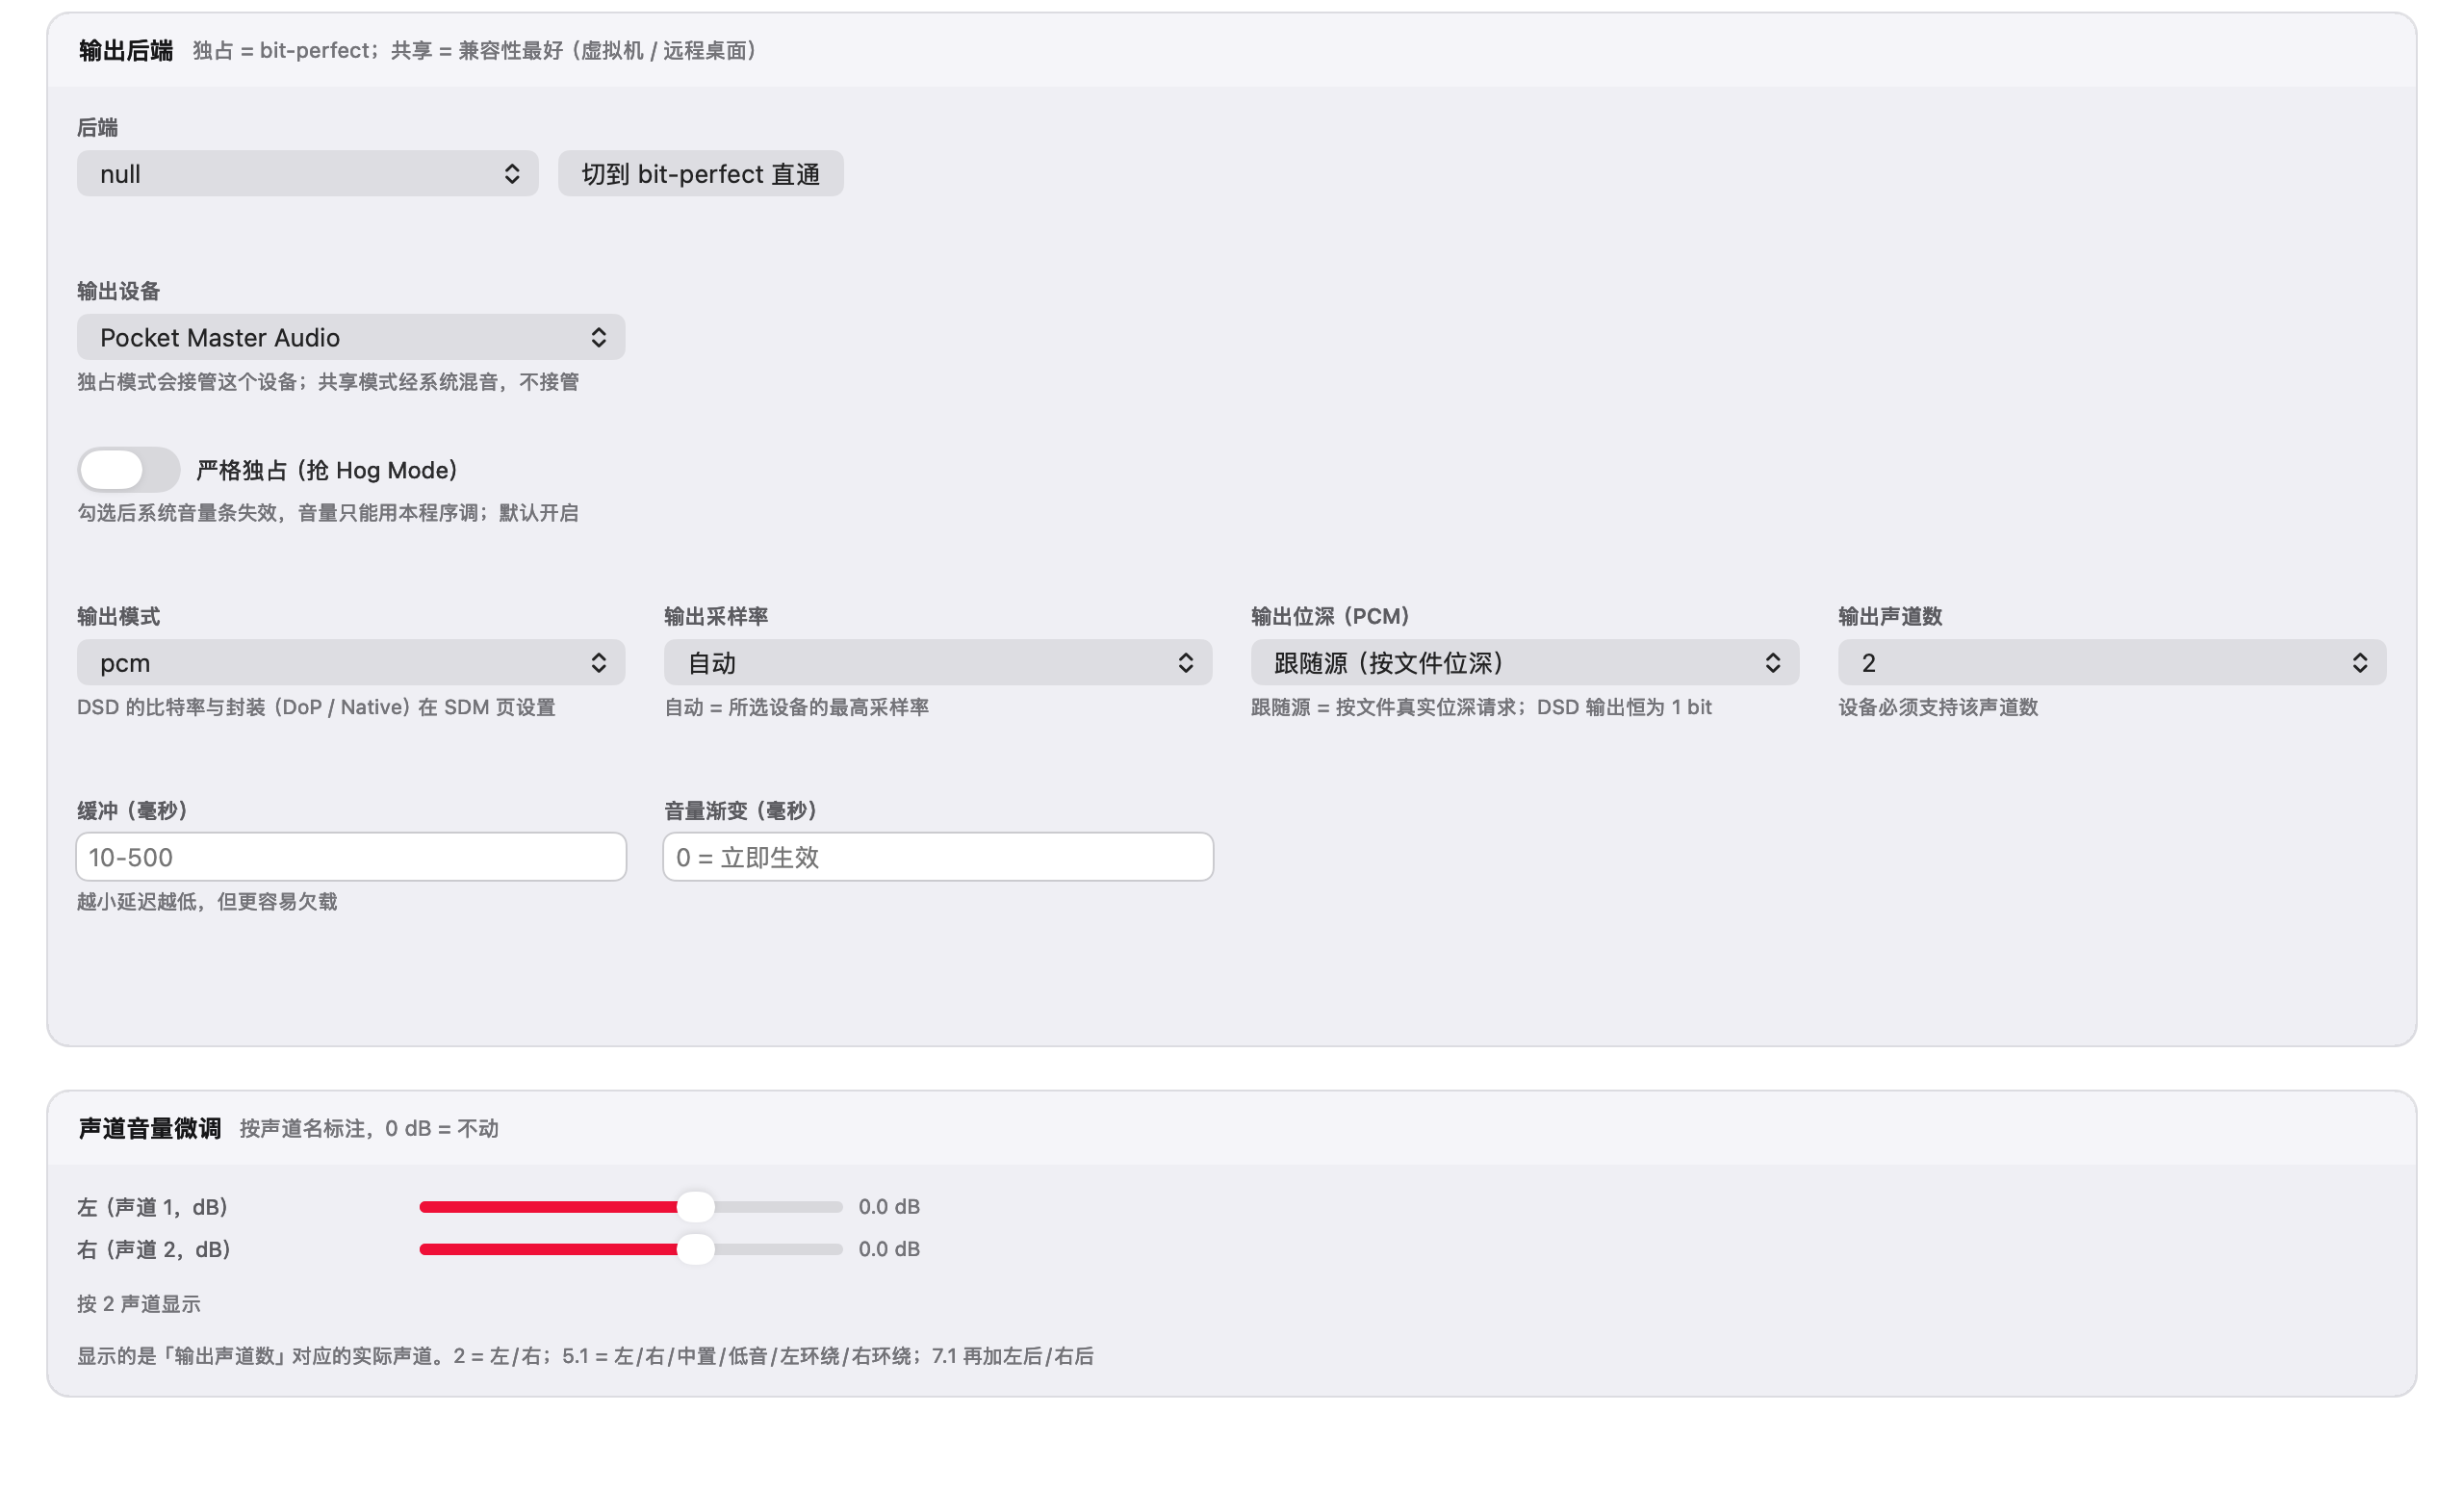 输出后端 独占 = bit-perfect；共享 = 兼容性最好（虚拟机 / 远程桌面）
后端
null 切到 bit-perfect 直通
输出设备
Pocket Master Audio
独占模式会接管这个设备；共享模式经系统混音，不接管
严格独占（抢 Hog Mode）
勾选后系统音量条失效，音量只能用本程序调；默认开启
输出模式 输出采样率 输出位深（PCM） 输出声道数
pcm 自动 跟随源（按文件位深） 2
DSD 的比特率与封装（DoP / Native）在 SDM 页设置 自动 = 所选设备的最高采样率 跟随源 = 按文件真实位深请求；DSD 输出恒为 1 bit 设备必须支持该声道数
缓冲（毫秒） 音量渐变（毫秒）
10-500 0 = 立即生效
越小延迟越低，但更容易欠载
声道音量微调 按声道名标注，0 dB = 不动
左（声道 1，dB） 0.0 dB
右（声道 2，dB） 0.0 dB
按 2 声道显示
显示的是「输出声道数」对应的实际声道。2 = 左/右；5.1 = 左/右/中置/低音/左环绕/右环绕；7.1 再加左后/右后